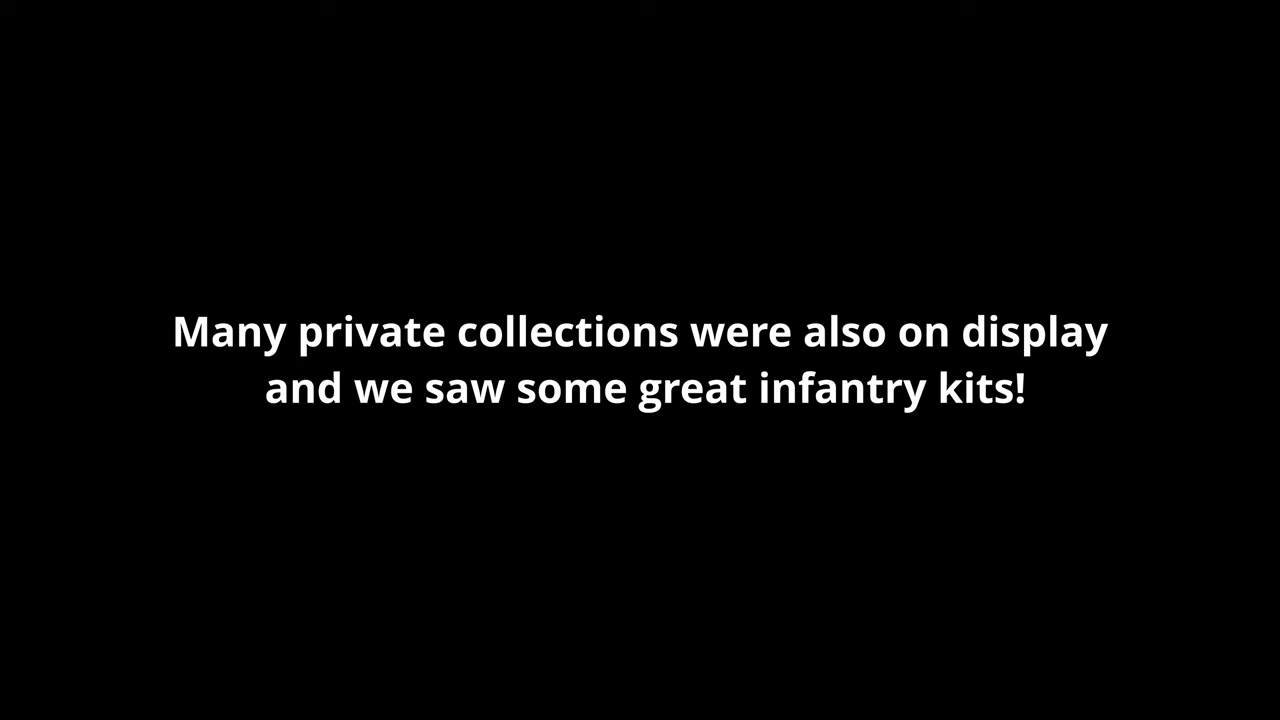 Many private collections were also on display
and we saw some great infantry kits!